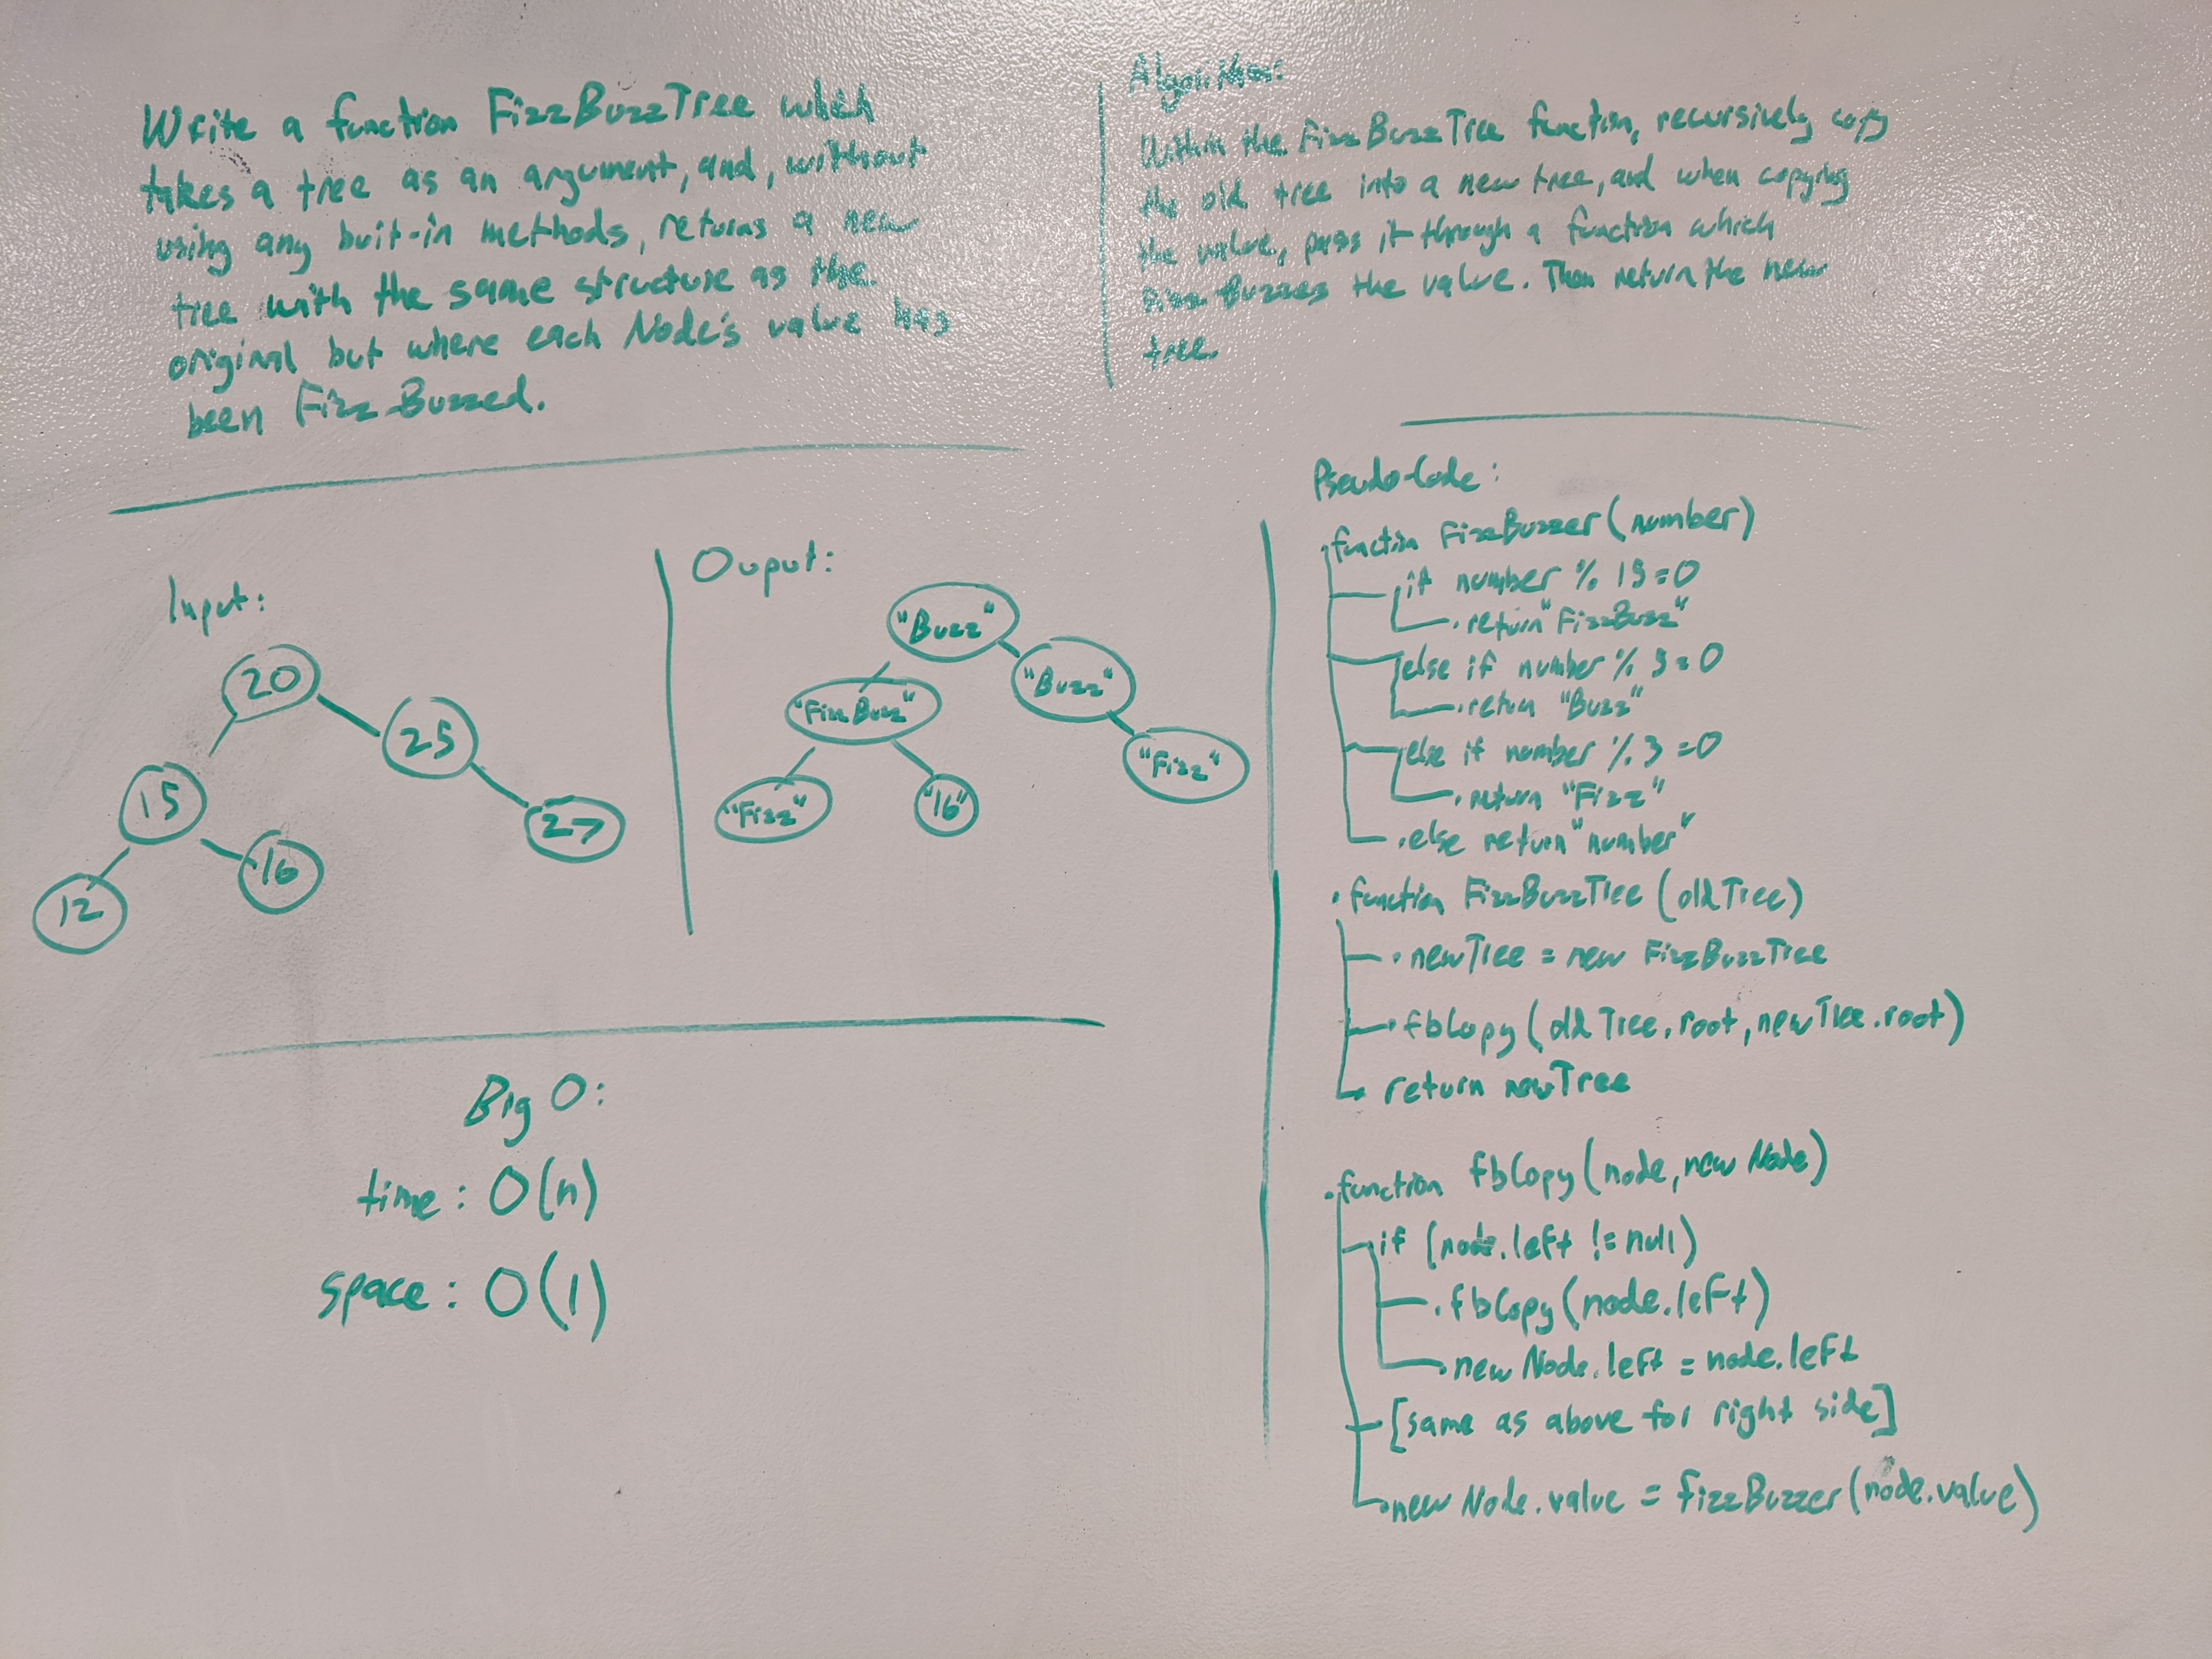 Write a function FizzBuzzTree which
takes a tree as an argument, and, without
using any buit-in methods, returns a new
tree with the same structure as the
original but where each Node's value has
been Fizz-Buzzed.
Algorithm:
Within the FizzBuzzTree function, recursively copy
the old tree into a new tree, and when copying
the value, pass it through a function which
Fizz Buzzes the value. Then return the new
tree.
Input:
20
25
15
27
16
12
Ouput:
"Buzz"
"Buzz"
"FizzBuzz"
"Fizz"
"Fizz"
"16"
Big O:
time: O(n)
space: O(1)
Pseudo-Code:
function FizzBuzzer(number)
if number % 15=0
return "FizzBuzz"
else if number % 5=0
return "Buzz"
else if number % 3=0
return "Fizz"
else return "number"
function FizzBuzzTree(oldTree)
newTree = new FizzBuzzTree
fbCopy(oldTree.root, newTree.root)
return newTree
function fbCopy(node, newNode)
if (node.left != null)
fbCopy(node.left)
newNode.left = node.left
[same as above for right side]
newNode.value = fizzBuzzer(node.value)